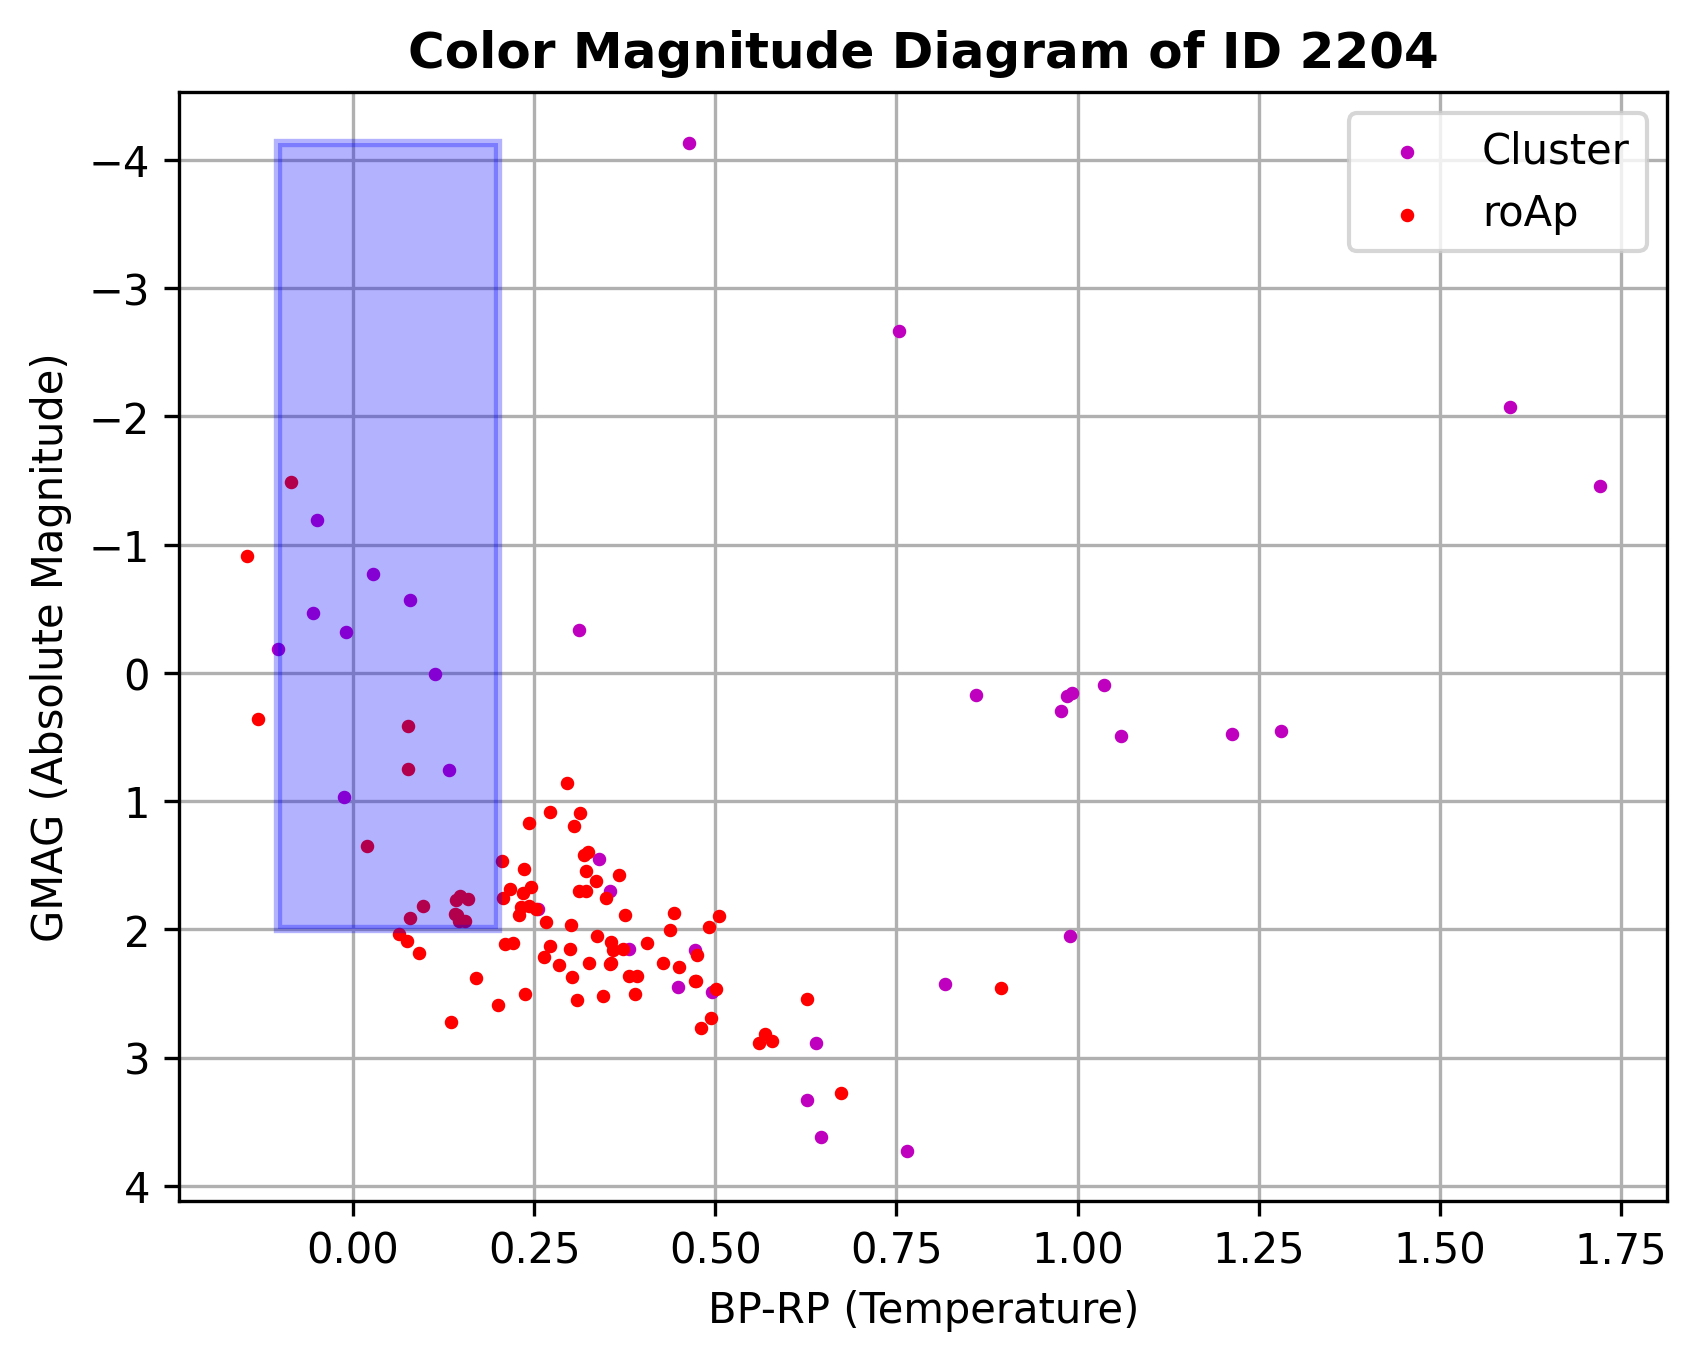 Color Magnitude Diagram of ID 2204
Cluster
roAp
GMAG (Absolute Magnitude)
−4
−3
−2
−1
0
1
2
3
4
0.00 0.25 0.50 0.75 1.00 1.25 1.50 1.75
BP-RP (Temperature)